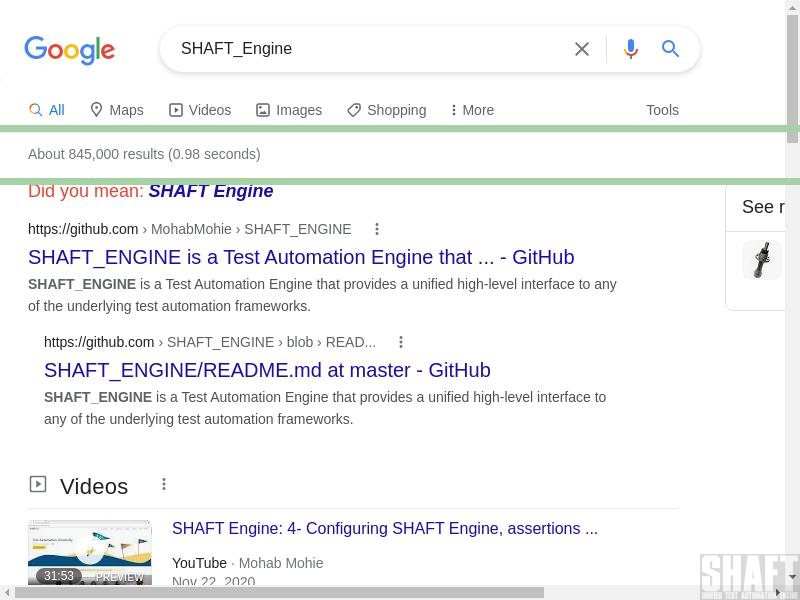 Google
SHAFT_Engine
All
Maps
Videos
Images
Shopping
More
Tools
About 845,000 results (0.98 seconds)
Did you mean: SHAFT Engine
https://github.com › MohabMohie › SHAFT_ENGINE
SHAFT_ENGINE is a Test Automation Engine that ... - GitHub
SHAFT_ENGINE is a Test Automation Engine that provides a unified high-level interface to any
of the underlying test automation frameworks.
https://github.com › SHAFT_ENGINE › blob › READ...
SHAFT_ENGINE/README.md at master - GitHub
SHAFT_ENGINE is a Test Automation Engine that provides a unified high-level interface to
any of the underlying test automation frameworks.
See r
Videos
SHAFT Engine: 4- Configuring SHAFT Engine, assertions ...
YouTube · Mohab Mohie
Nov 22, 2020
31:53
PREVIEW
SHAFT
UNIFIED TEST AUTOMATION ENGINE